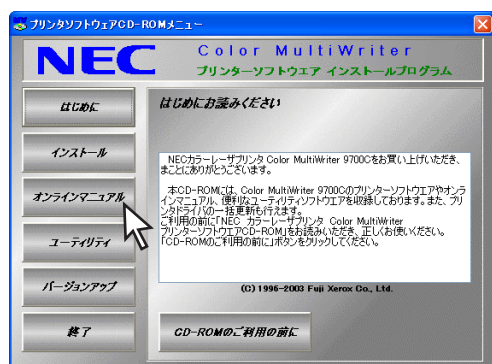 プリンタソフトウェアCD-ROMメニュー
NEC
Color MultiWriter
プリンターソフトウエア インストールプログラム
はじめに
インストール
オンラインマニュアル
ユーティリティ
バージョンアップ
終了
はじめにお読みください
NECカラーレーザプリンタ Color MultiWriter 9700Cをお買い上げいただき、
まことにありがとうございます。
本CD-ROMには、Color MultiWriter 9700Cのプリンターソフトウエアやオンラ
インマニュアル、便利なユーティリティソフトウエアを収録しております。また、プリ
ンタドライバの一括更新も行えます。
ご利用の前に「NEC カラーレーザプリンタ Color MultiWriter
プリンターソフトウエアCD-ROM」をお読みいただき、正しくお使いください。
「CD-ROMのご利用の前に」ボタンをクリックしてください。
(C) 1996-2003 Fuji Xerox Co., Ltd.
CD-ROMのご利用の前に